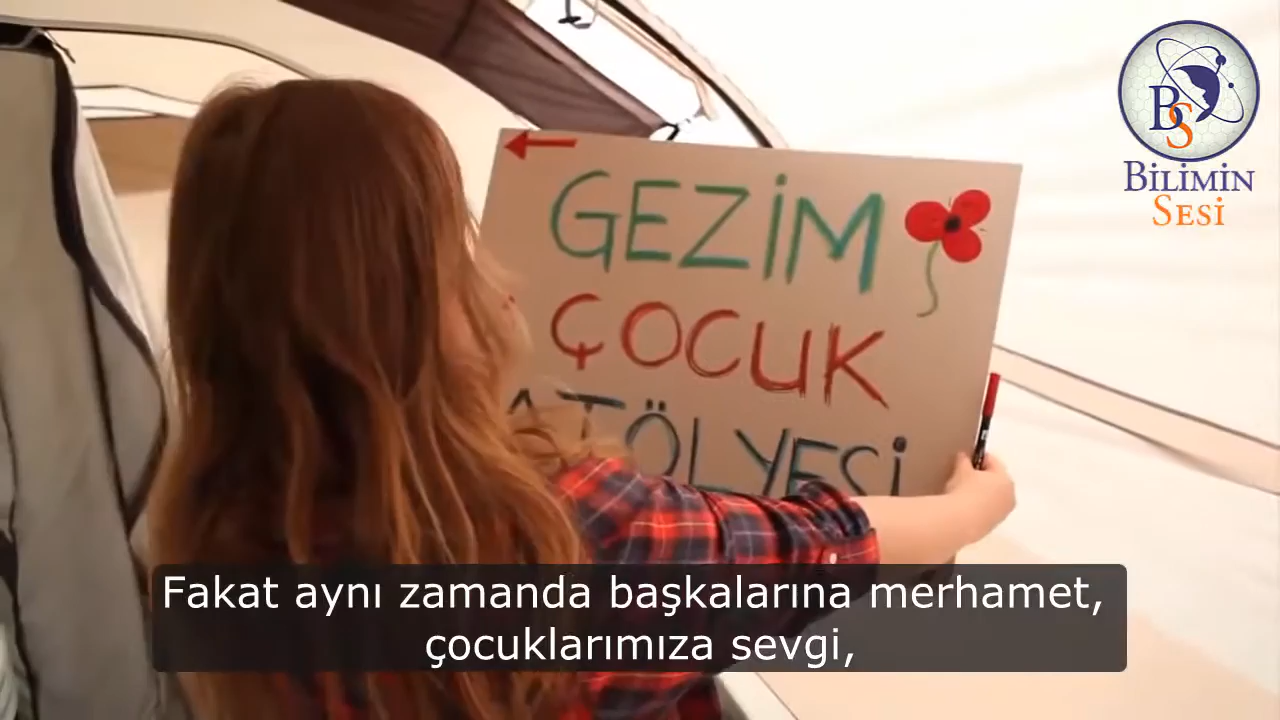 GEZİM
ÇOCUK
ATÖLYESİ
BS
BİLİMİN
SESİ
Fakat aynı zamanda başkalarına merhamet,
çocuklarımıza sevgi,